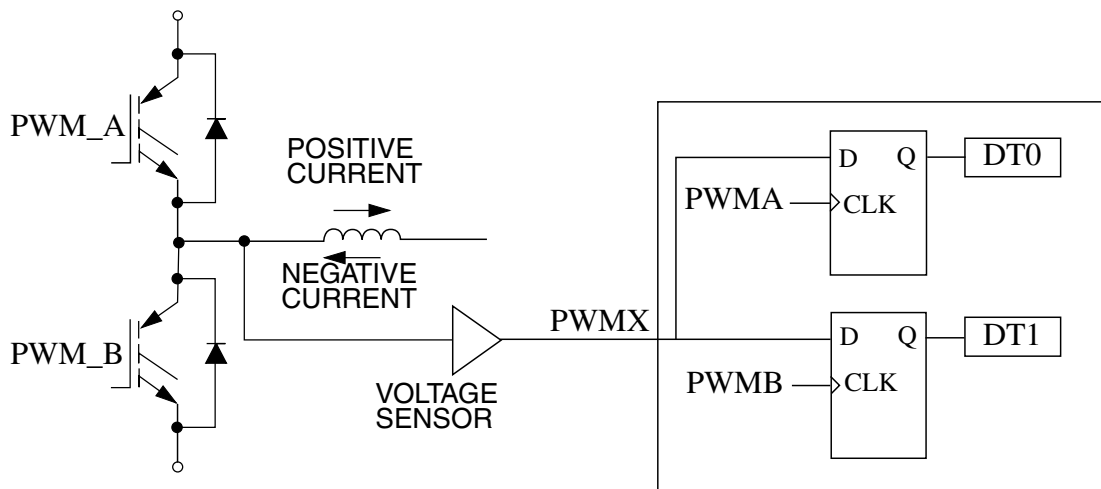 PWM_A
POSITIVE
CURRENT
NEGATIVE
CURRENT
PWM_B
VOLTAGE
SENSOR
PWMX
D
Q
DT0
PWMA
CLK
D
Q
DT1
PWMB
CLK